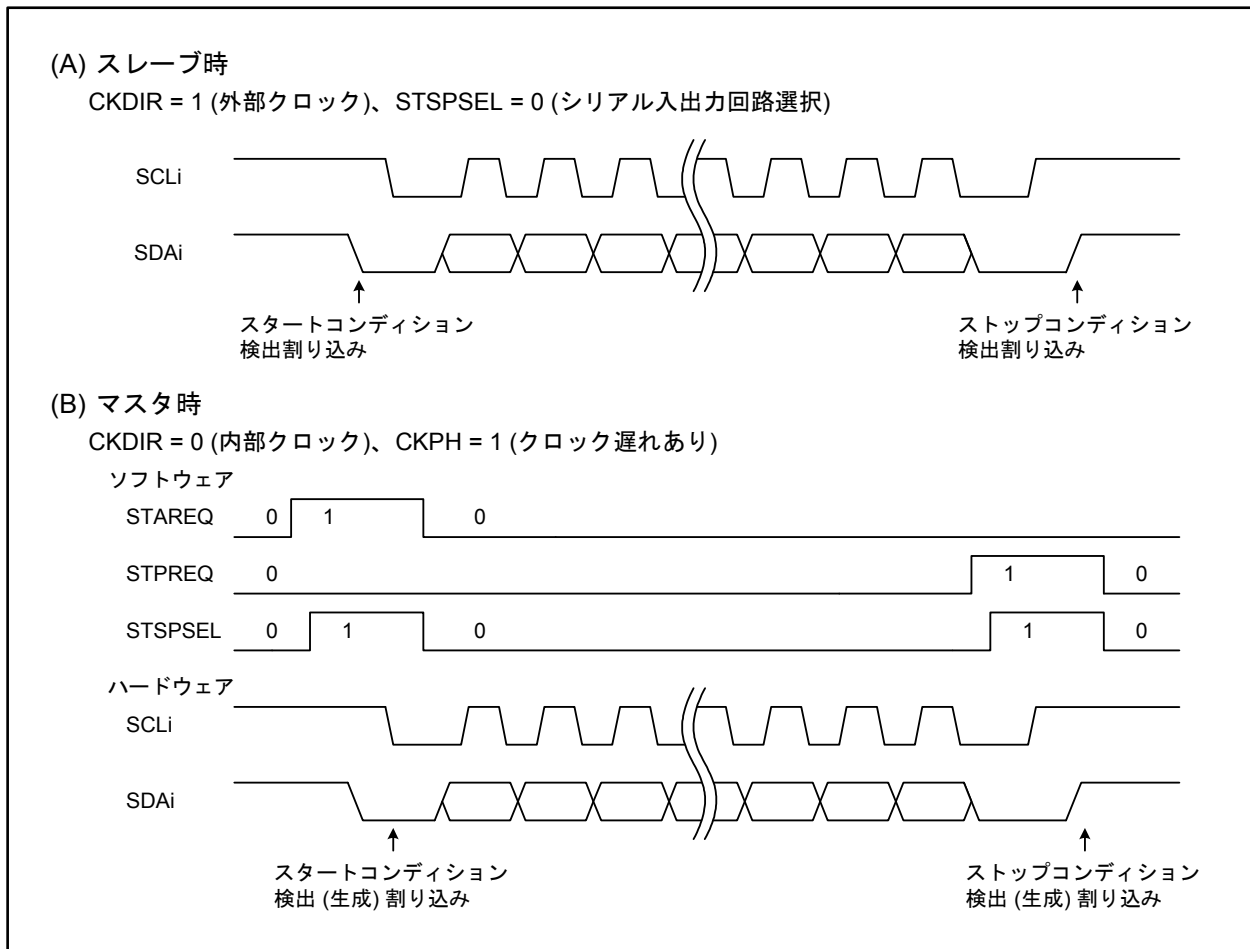 (A) スレーブ時
CKDIR = 1 (外部クロック)、STSPSEL = 0 (シリアル入出力回路選択)
SCLi
SDAi
スタートコンディション
検出割り込み
ストップコンディション
検出割り込み
(B) マスタ時
CKDIR = 0 (内部クロック)、CKPH = 1 (クロック遅れあり)
ソフトウェア
STAREQ 0 1 0
STPREQ 0 1 0
STSPSEL 0 1 0 1 0
ハードウェア
SCLi
SDAi
スタートコンディション
検出 (生成) 割り込み
ストップコンディション
検出 (生成) 割り込み